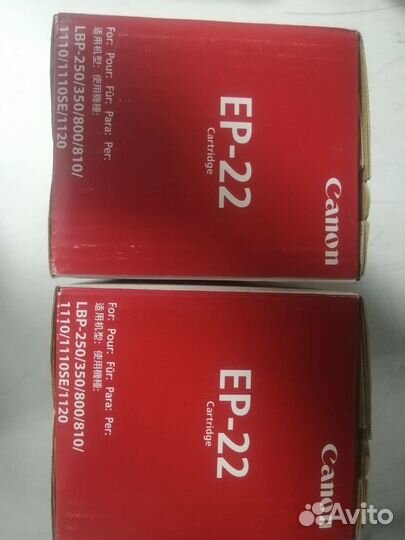 Canon
EP-22
Cartridge
For: Pour: Für: Para: Per:
适用机型: 使用機種:
LBP-250/350/800/810/
1110/1110SE/1120
Canon
EP-22
Cartridge
For: Pour: Für: Para: Per:
适用机型: 使用機種:
LBP-250/350/800/810/
1110/1110SE/1120
Avito